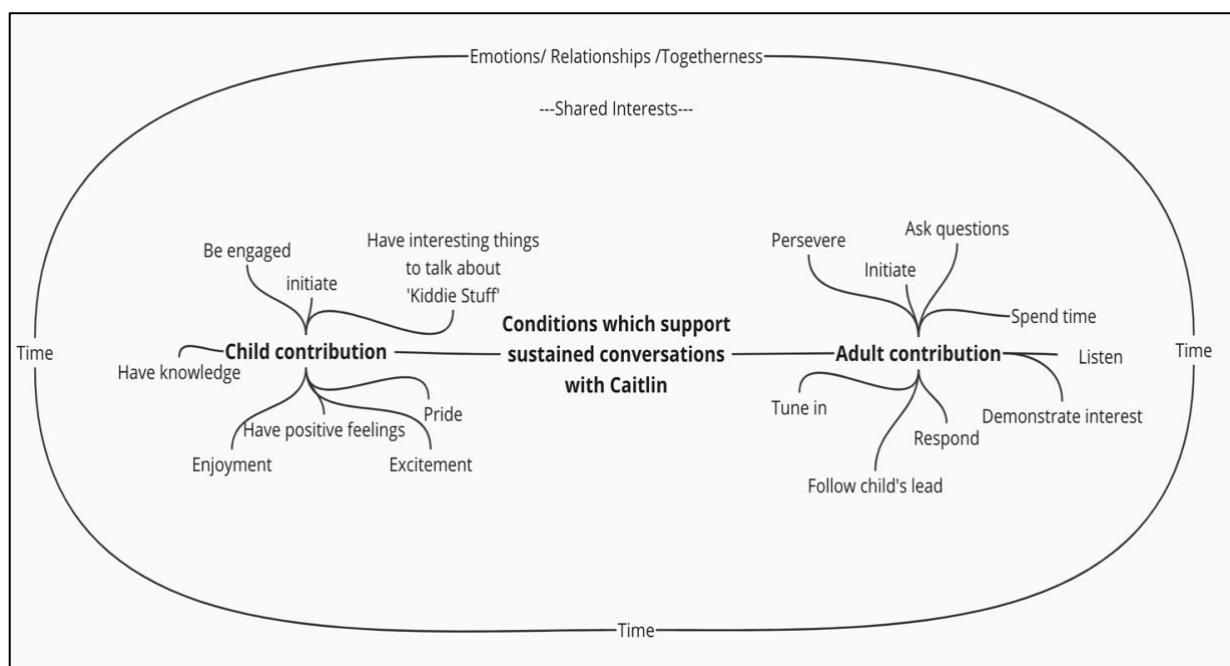 Emotions/ Relationships /Togetherness
---Shared Interests---
Be engaged
initiate
Have interesting things
to talk about
'Kiddie Stuff'
Persevere
Initiate
Ask questions
Spend time
Time
Have knowledge
Child contribution
Conditions which support
sustained conversations
with Caitlin
Adult contribution
Listen
Time
Enjoyment
Have positive feelings
Pride
Excitement
Tune in
Follow child's lead
Respond
Demonstrate interest
Time